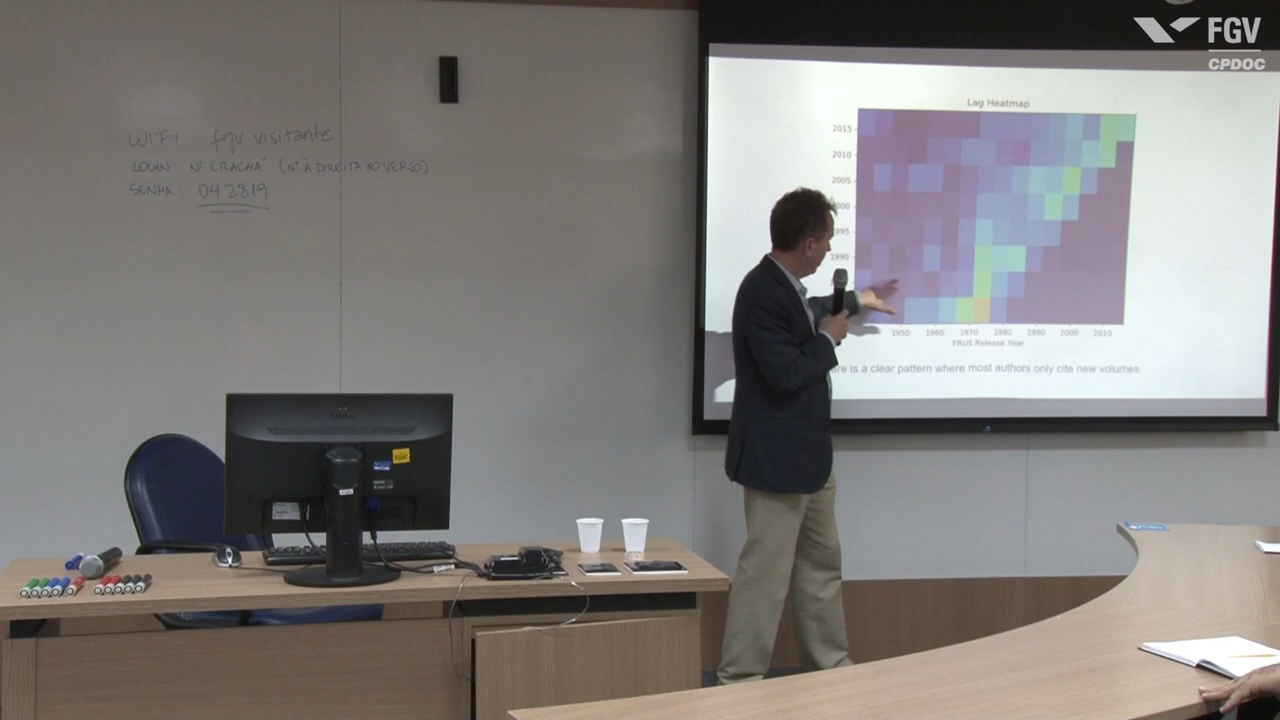 FGV
CPDOC
WIFI fgv visitante
LOGIN Nº CRACHÁ (Nº À DIREITA NO VERSO)
SENHA: 042819
Lag Heatmap
2015
2010
2005
2000
1995
1990
1950 1960 1970 1980 1990 2000 2010
FRUS Release Year
is a clear pattern where most authors only cite new volumes